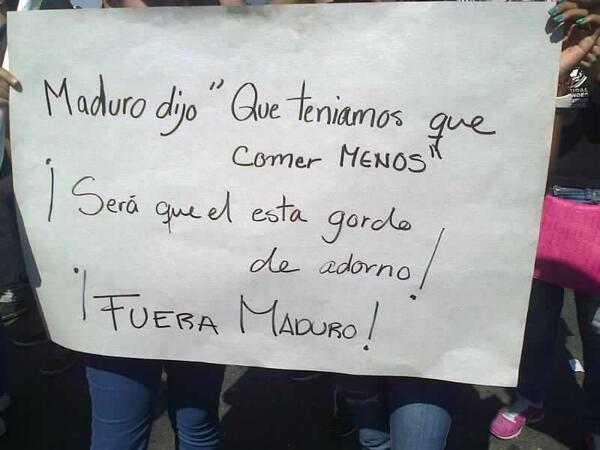 Maduro dijo " Que teniamos que
comer MENOS"
¡ Será que el esta gordo
de adorno!
¡ FUERA MADURO!